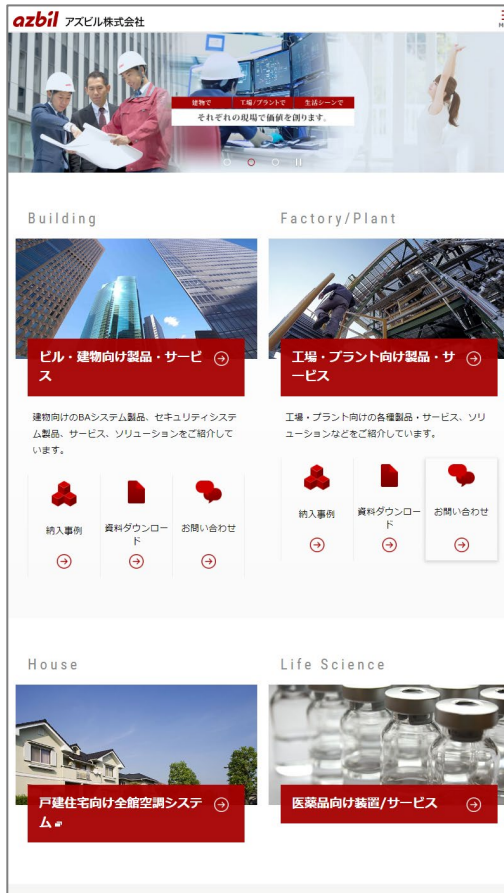 azbil アズビル株式会社
建物で 工場/プラントで 生活シーンで
それぞれの現場で価値を創ります。
Building
Factory/Plant
ビル・建物向け製品・サービ
ス
工場・プラント向け製品・サ
ービス
建物向けのBAシステム製品、セキュリティシステ
ム製品、サービス、ソリューションをご紹介して
います。
工場・プラント向けの各種製品・サービス、ソリ
ューションなどをご紹介しています。
納入事例
資料ダウンロー
ド
お問い合わせ
納入事例
資料ダウンロー
ド
お問い合わせ
House
Life Science
戸建住宅向け全館空調システ
ム
医薬品向け装置/サービス